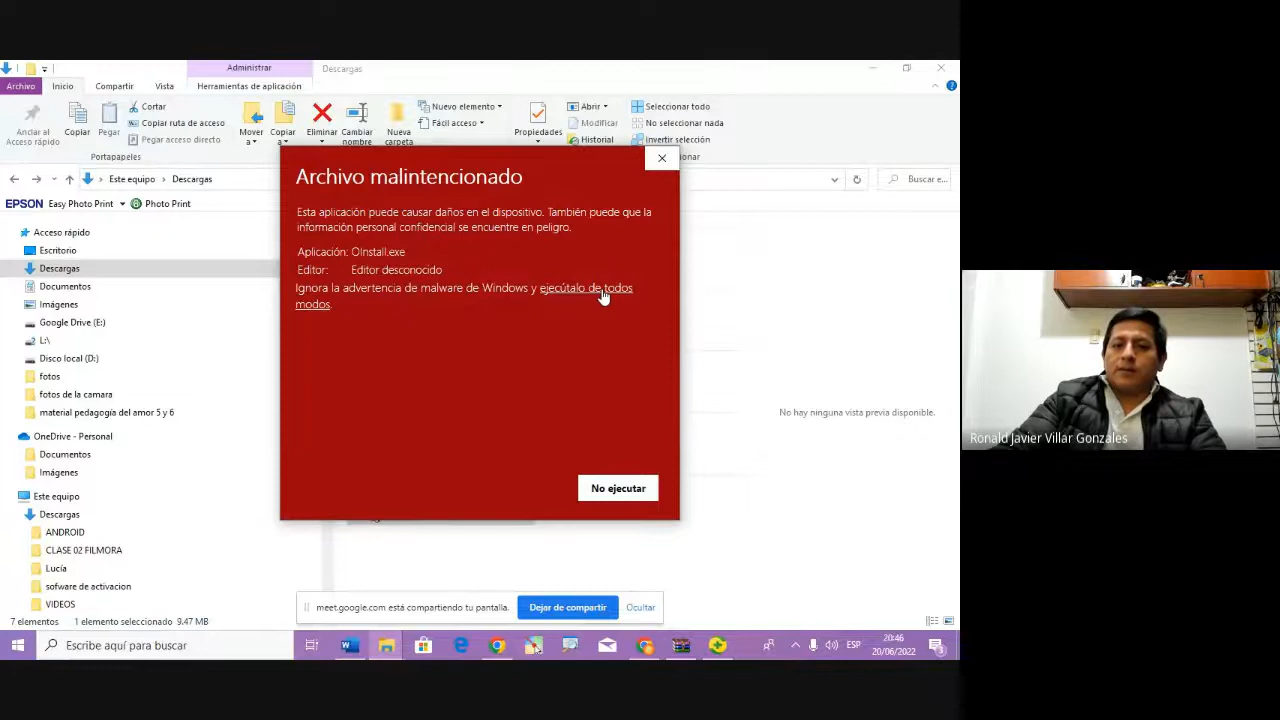 Administrar
Descargas
Archivo
Inicio
Compartir
Vista
Herramientas de aplicación
Anclar al
Acceso rápido
Copiar
Pegar
Cortar
Copiar ruta de acceso
Pegar acceso directo
Portapapeles
Mover
a
Copiar
a
Eliminar
Cambiar
nombre
Nueva
carpeta
Nuevo elemento
Fácil acceso
Propiedades
Abrir
Modificar
Historial
Seleccionar todo
No seleccionar nada
Invertir selección
Este equipo
Descargas
Buscar e...
EPSON Easy Photo Print
Photo Print
Acceso rápido
Escritorio
Descargas
Documentos
Imágenes
Google Drive (E:)
L:\
Disco local (D:)
fotos
fotos de la camara
material pedagogía del amor 5 y 6
OneDrive - Personal
Documentos
Imágenes
Este equipo
Descargas
ANDROID
CLASE 02 FILMORA
Lucía
sofware de activacion
VIDEOS
7 elementos
1 elemento seleccionado 9.47 MB
Archivo malintencionado
Esta aplicación puede causar daños en el dispositivo. También puede que la
información personal confidencial se encuentre en peligro.
Aplicación: OInstall.exe
Editor: Editor desconocido
Ignora la advertencia de malware de Windows y ejecútalo de todos
modos.
No ejecutar
No hay ninguna vista previa disponible.
meet.google.com está compartiendo tu pantalla.
Dejar de compartir
Ocultar
Escribe aquí para buscar
ESP
20:46
20/06/2022
Ronald Javier Villar Gonzales